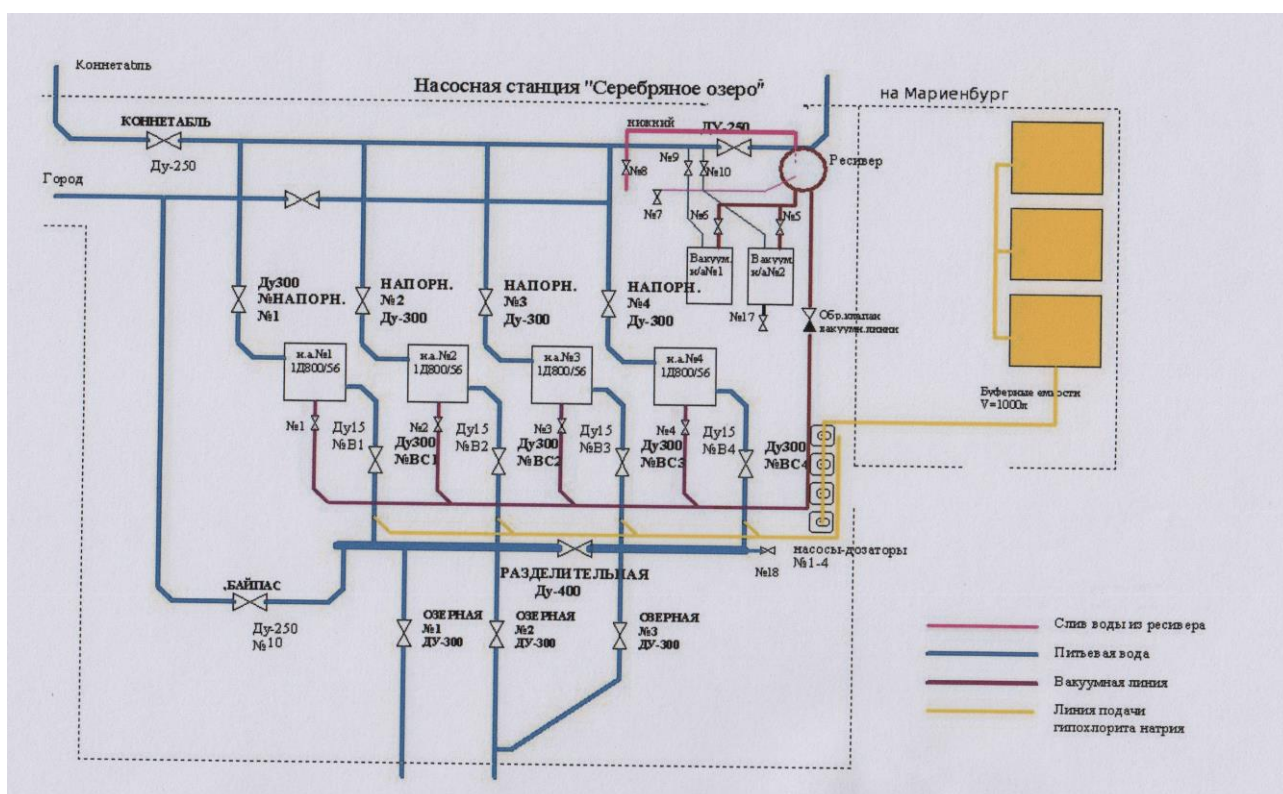 Коннетабль
Насосная станция "Серебряное озеро"
на Мариенбург
КОННЕТАБЛЬ
Ду-250
нижний
ДУ-250
Ресивер
№9
№10
№8
№7
Город
№6
№5
Вакуум.
н/а№1
Вакуум.
н/а№2
№17
Обр.клапан
вакуумн.линии
Ду300
№НАПОРН.
№1
НАПОРН.
№2
Ду-300
НАПОРН.
№3
Ду-300
НАПОРН.
№4
Ду-300
н.а.№1
1Д800/56
н.а.№2
1Д800/56
н.а.№3
1Д800/56
н.а.№4
1Д800/56
Буферные емкости
V=1000л
№1
Ду15
№В1
№2
Ду300
№ВС1
Ду15
№В2
№3
Ду300
№ВС2
Ду15
№В3
№4
Ду300
№ВС3
Ду15
№В4
Ду300
№ВС4
насосы-дозаторы
№1-4
№18
РАЗДЕЛИТЕЛЬНАЯ
Ду-400
,БАЙПАС
Ду-250
№10
ОЗЕРНАЯ
№1
ДУ-300
ОЗЕРНАЯ
№2
ДУ-300
ОЗЕРНАЯ
№3
ДУ-300
Слив воды из ресивера
Питьевая вода
Вакуумная линия
Линия подачи
гипохлорита натрия